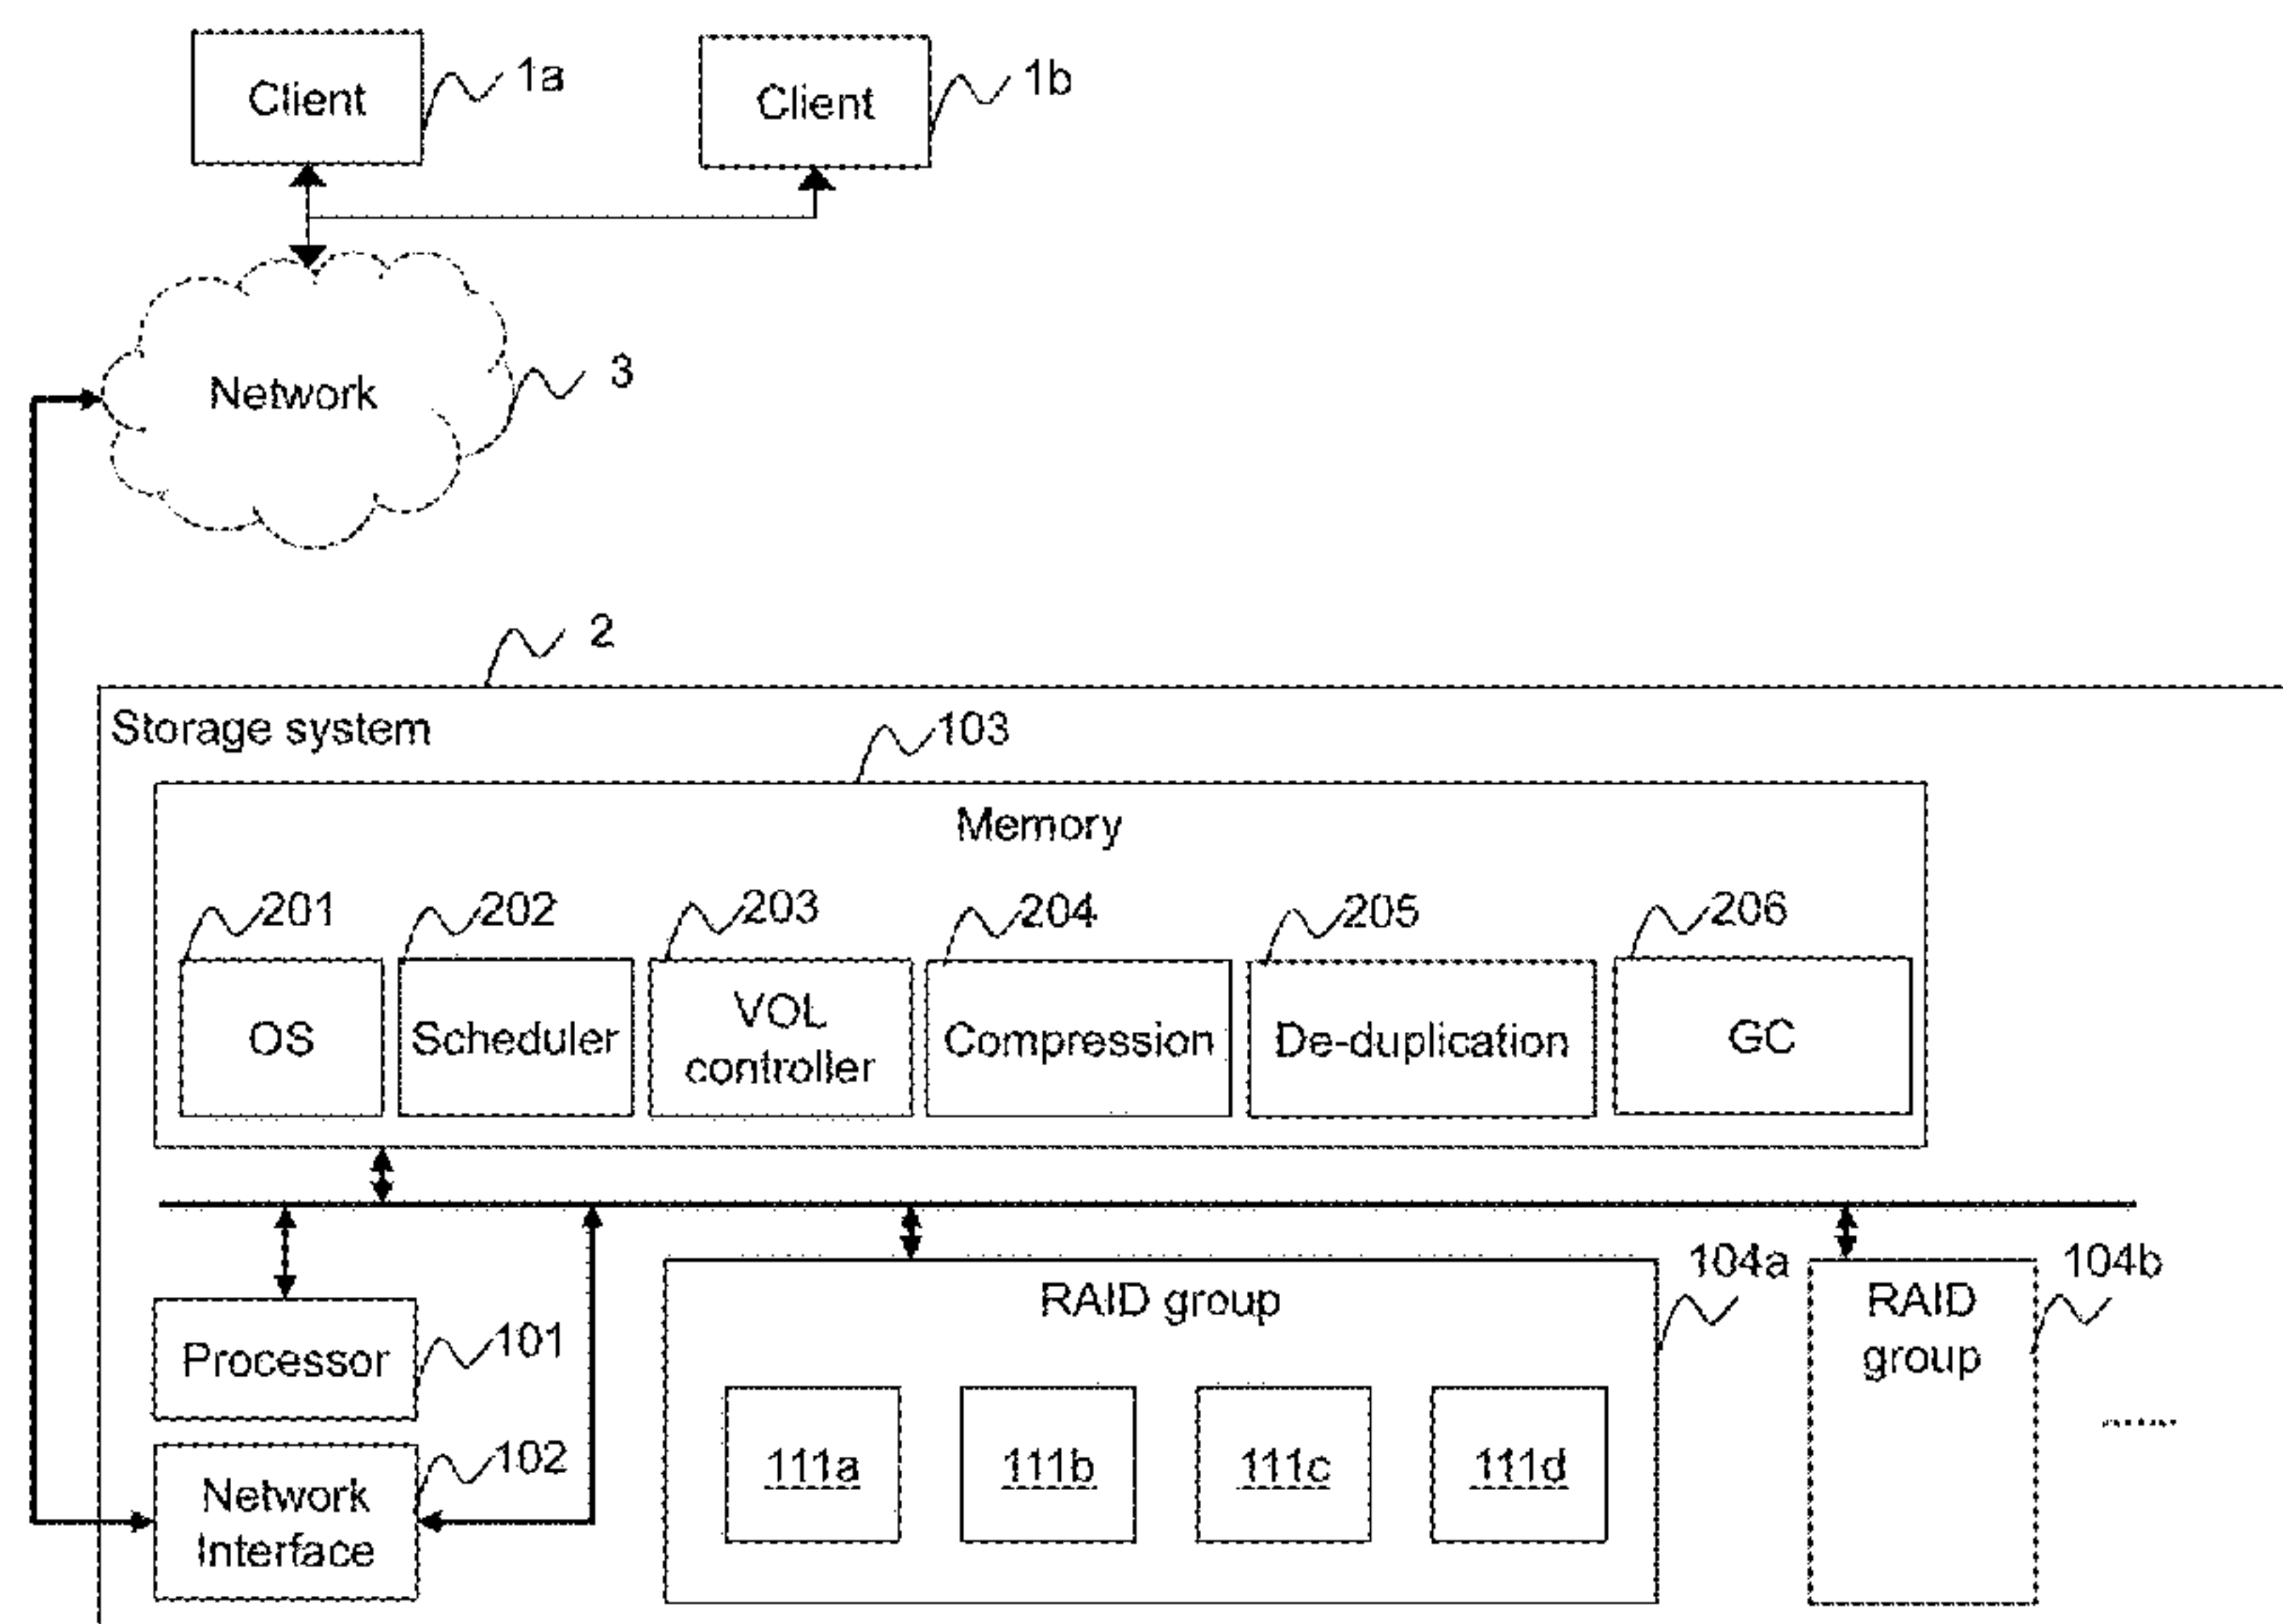 Client
1a
Client
1b
Network
3
2
Storage system
103
Memory
201
202
203
204
205
206
OS
Scheduler
VOL
controller
Compression
De-duplication
GC
104a
104b
RAID group
RAID
group
Processor
101
111a
111b
111c
111d
Network
Interface
102